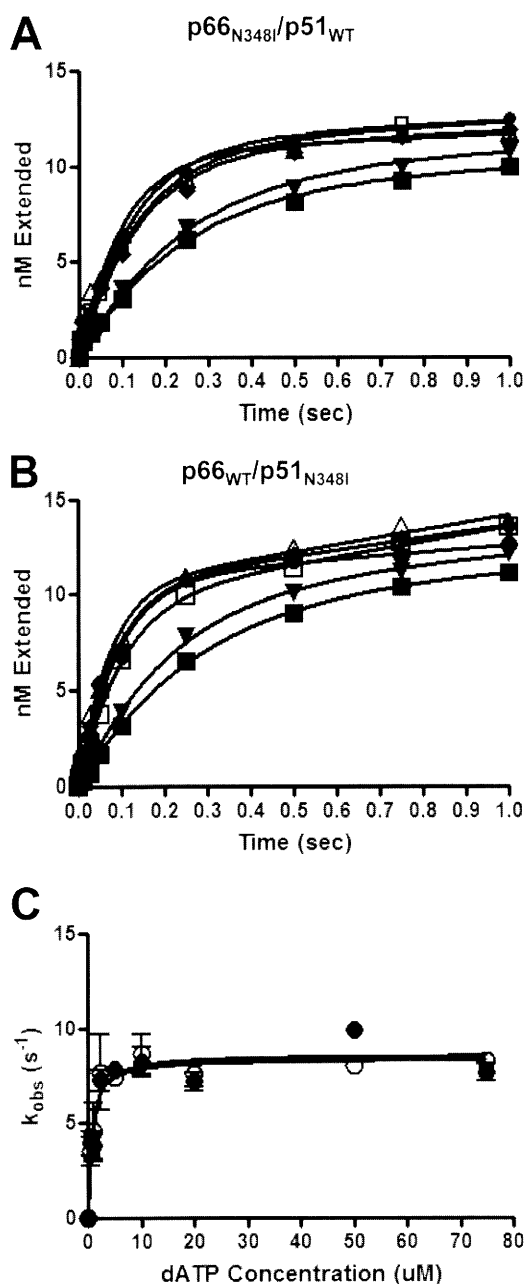 A
p66N348I/p51WT
15
10
5
0
nM Extended
0.0 0.1 0.2 0.3 0.4 0.5 0.6 0.7 0.8 0.9 1.0
Time (sec)
B
p66WT/p51N348I
15
10
5
0
nM Extended
0.0 0.1 0.2 0.3 0.4 0.5 0.6 0.7 0.8 0.9 1.0
Time (sec)
C
15
10
5
0
kobs (s-1)
0 10 20 30 40 50 60 70 80
dATP Concentration (uM)